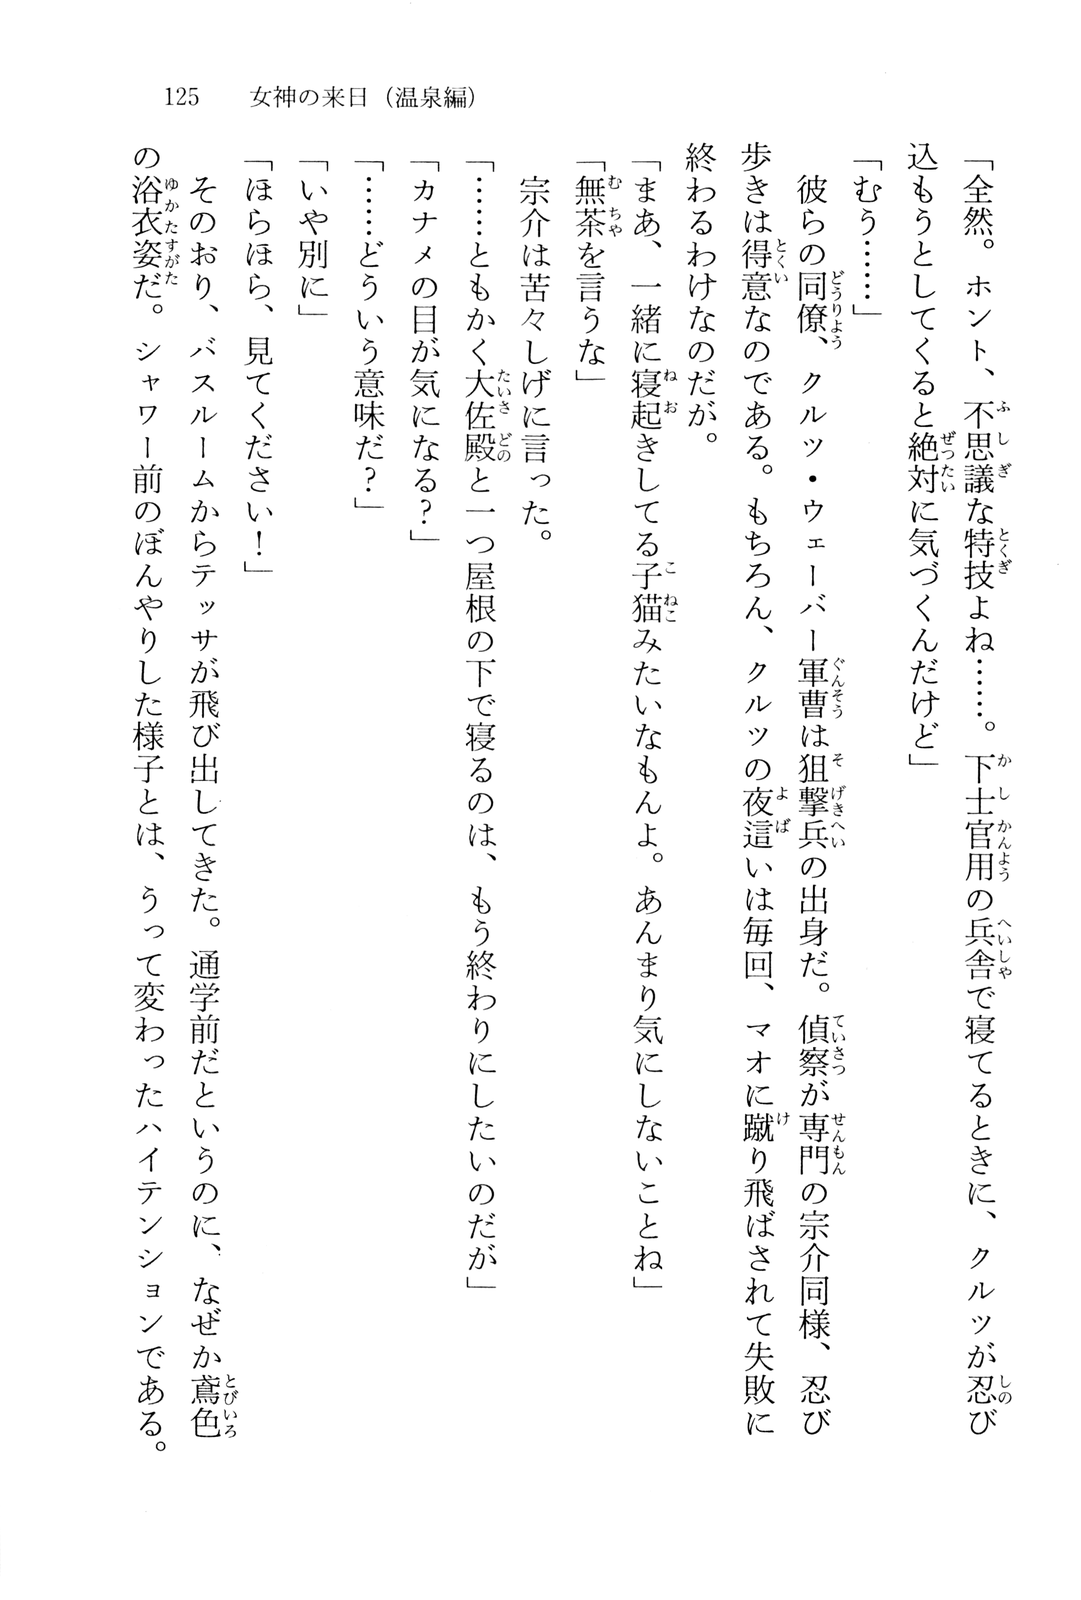 125　女神の来日（温泉編）
「全然。ホント、不思議な特技よね……。下士官用の兵舎で寝てるときに、クルツが忍び
込もうとしてくると絶対に気づくんだけど」
「むう……」
　彼らの同僚、クルツ・ウェーバー軍曹は狙撃兵の出身だ。偵察が専門の宗介同様、忍び
歩きは得意なのである。もちろん、クルツの夜這いは毎回、マオに蹴り飛ばされて失敗に
終わるわけなのだが。
「まあ、一緒に寝起きしてる子猫みたいなもんよ。あんまり気にしないことね」
「無茶を言うな」
　宗介は苦々しげに言った。
「……ともかく大佐殿と一つ屋根の下で寝るのは、もう終わりにしたいのだが」
「カナメの目が気になる？」
「……どういう意味だ？」
「いや別に」
「ほらほら、見てください！」
　そのおり、バスルームからテッサが飛び出してきた。通学前だというのに、なぜか鳶色
の浴衣姿だ。シャワー前のぼんやりした様子とは、うって変わったハイテンションである。